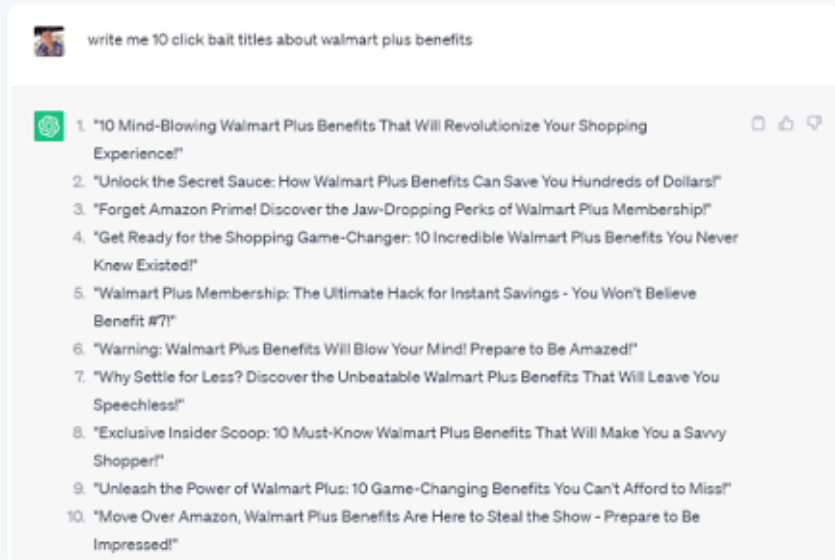 write me 10 click bait titles about walmart plus benefits
1. "10 Mind-Blowing Walmart Plus Benefits That Will Revolutionize Your Shopping
Experience!"
2. "Unlock the Secret Sauce: How Walmart Plus Benefits Can Save You Hundreds of Dollars!"
3. "Forget Amazon Prime! Discover the Jaw-Dropping Perks of Walmart Plus Membership!"
4. "Get Ready for the Shopping Game-Changer: 10 Incredible Walmart Plus Benefits You Never
Knew Existed!"
5. "Walmart Plus Membership: The Ultimate Hack for Instant Savings - You Won't Believe
Benefit #7!"
6. "Warning: Walmart Plus Benefits Will Blow Your Mind! Prepare to Be Amazed!"
7. "Why Settle for Less? Discover the Unbeatable Walmart Plus Benefits That Will Leave You
Speechless!"
8. "Exclusive Insider Scoop: 10 Must-Know Walmart Plus Benefits That Will Make You a Savvy
Shopper!"
9. "Unleash the Power of Walmart Plus: 10 Game-Changing Benefits You Can't Afford to Miss!"
10. "Move Over Amazon, Walmart Plus Benefits Are Here to Steal the Show - Prepare to Be
Impressed!"